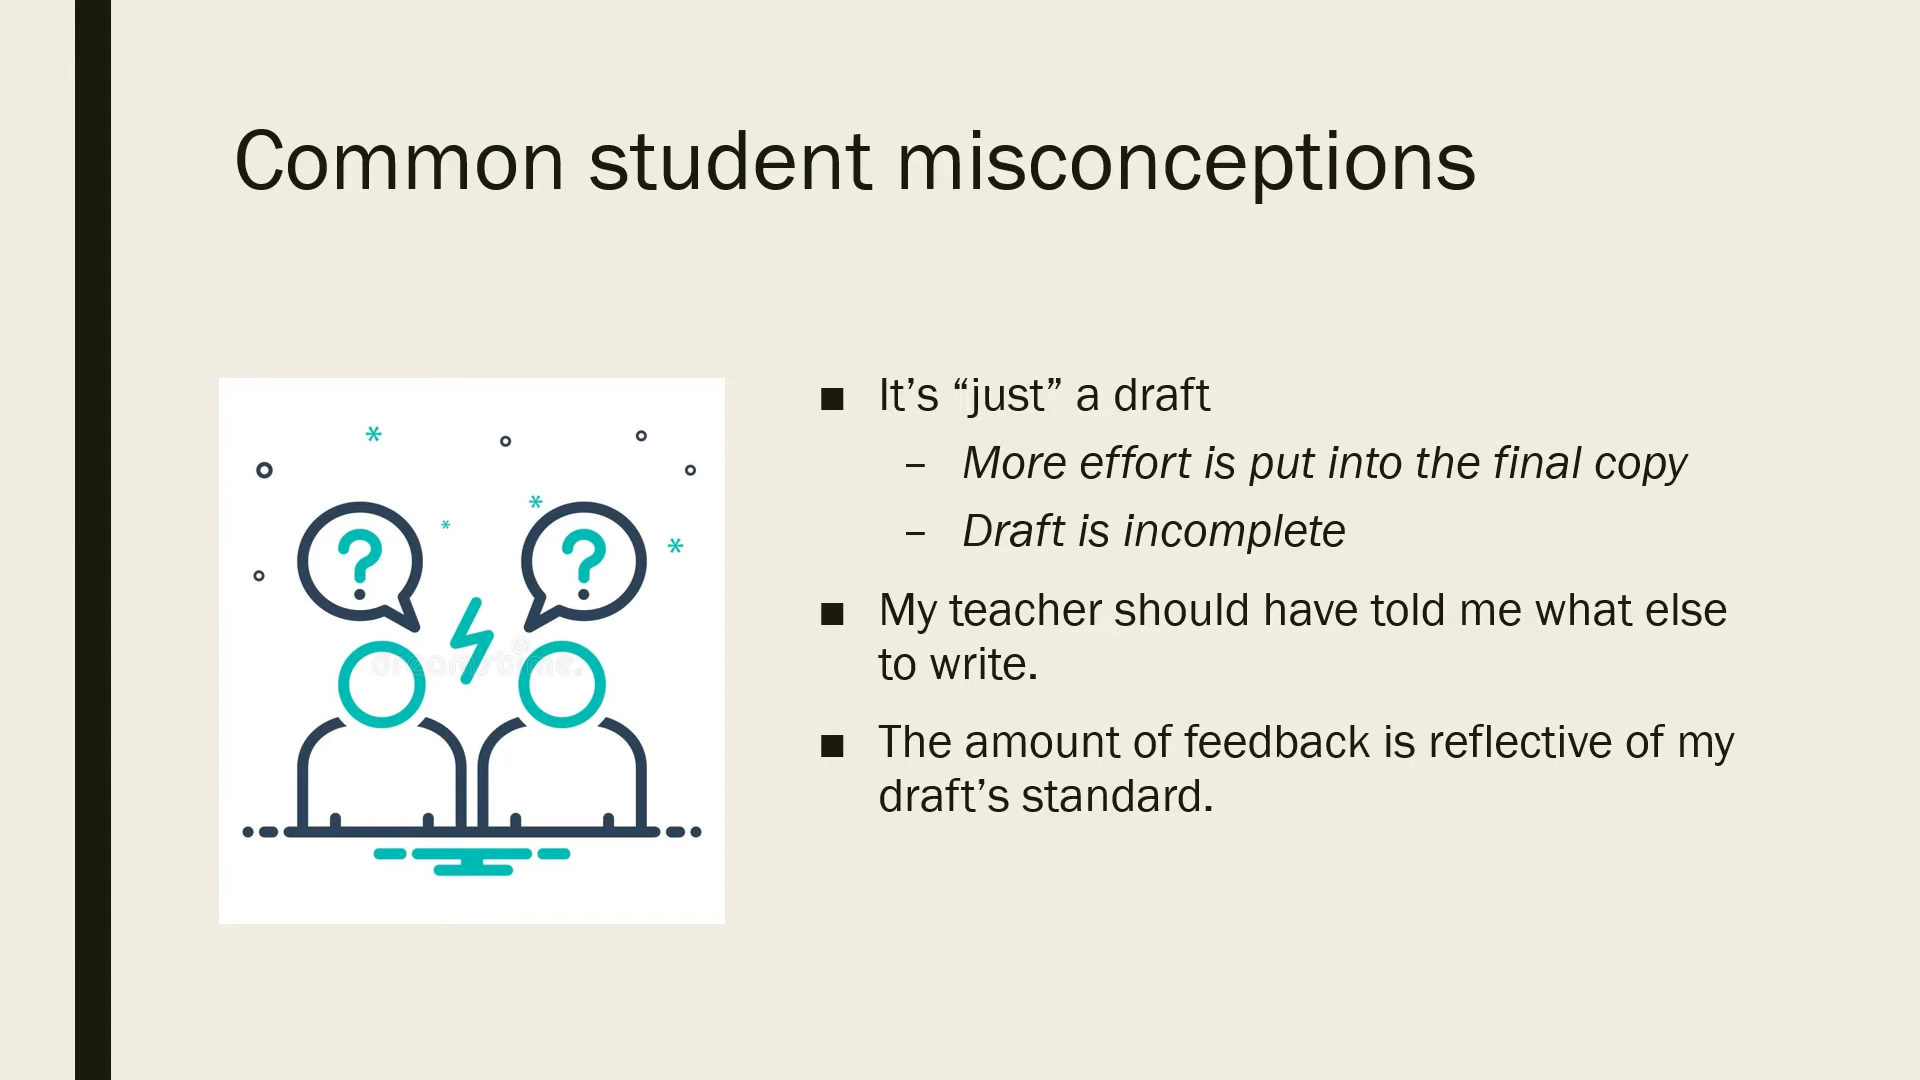 Common student misconceptions
■ It’s “just” a draft
– More effort is put into the final copy
– Draft is incomplete
■ My teacher should have told me what else
to write.
■ The amount of feedback is reflective of my
draft’s standard.
? ?
dreamstime.